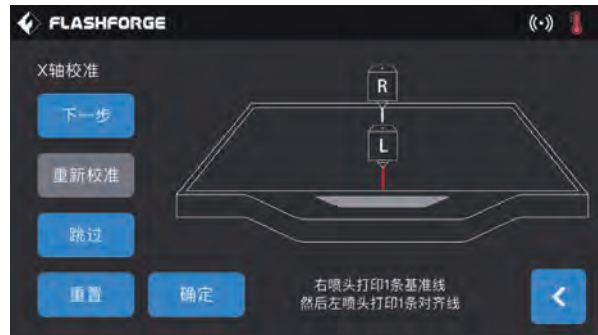 FLASHFORGE
X轴校准
下一步
重新校准
跳过
重置
确定
R
L
右喷头打印1条基准线
然后左喷头打印1条对齐线